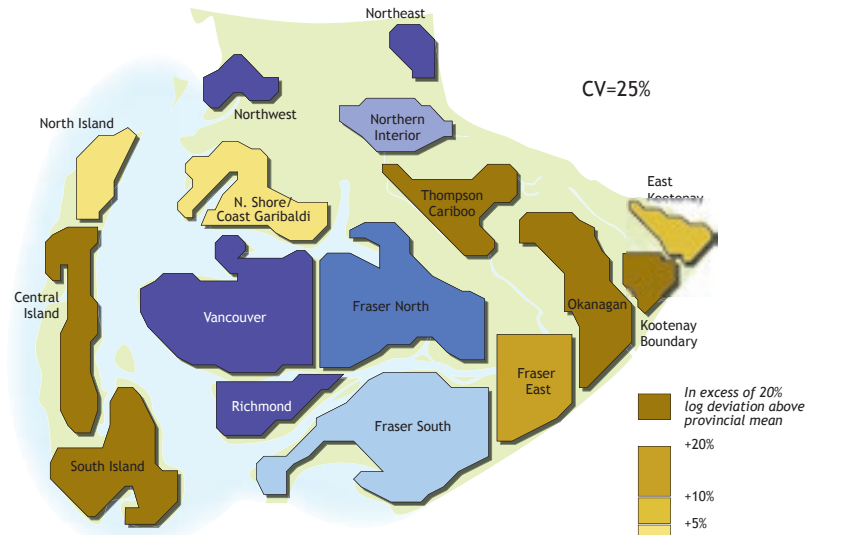 Northeast
CV=25%
Northwest
North Island
Northern
Interior
East
Kootenay
Thompson
Cariboo
N. Shore/
Coast Garibaldi
Central
Island
Vancouver
Fraser North
Okanagan
Kootenay
Boundary
Fraser
East
Richmond
Fraser South
South Island
In excess of 20%
log deviation above
provincial mean
+20%
+10%
+5%